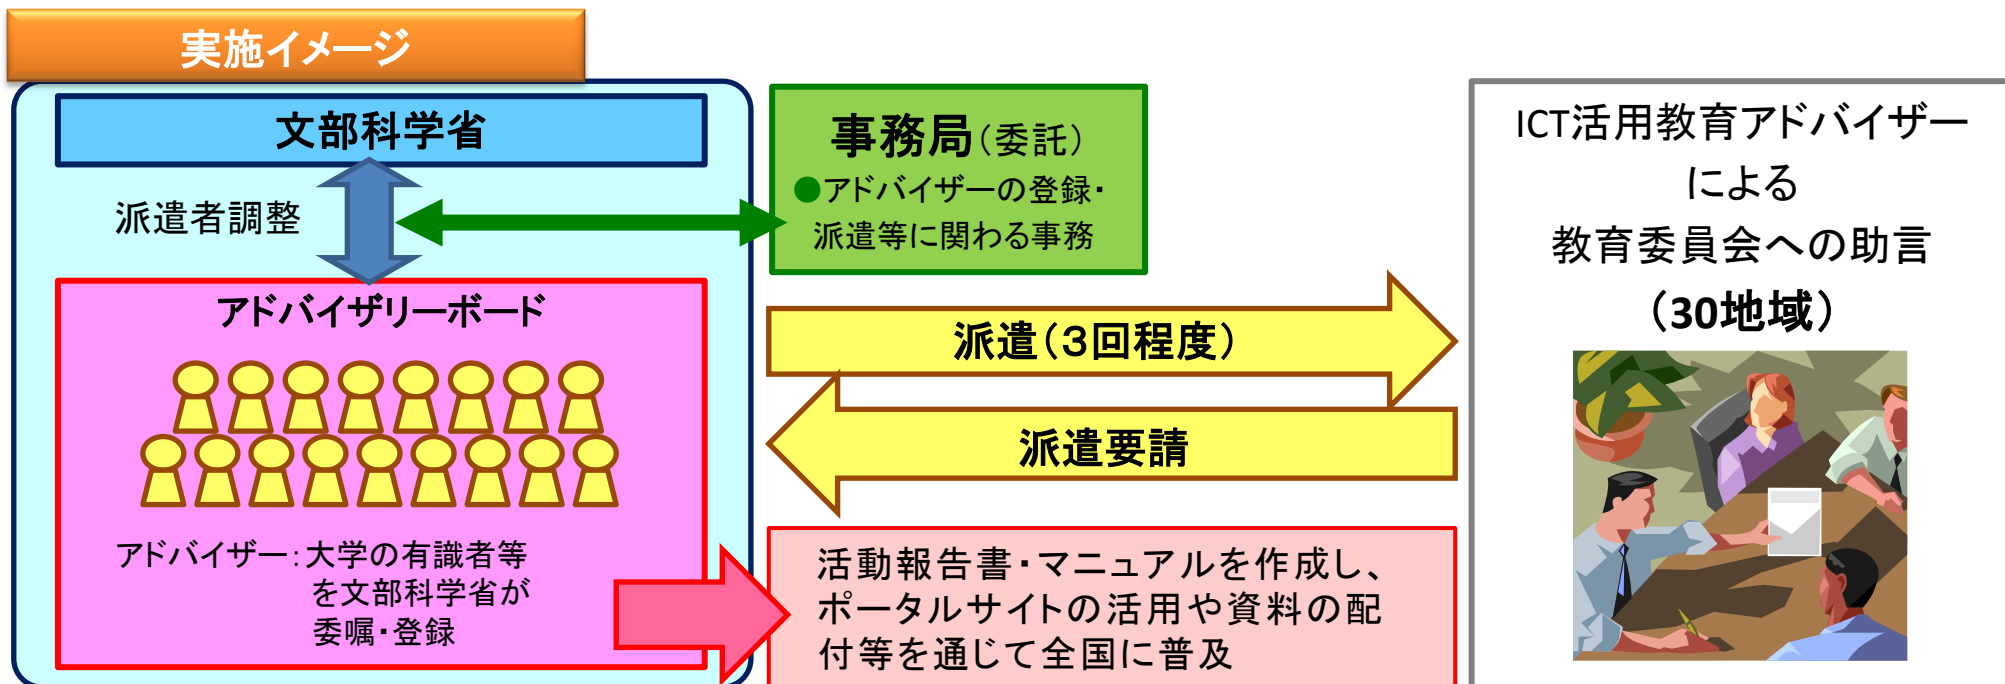 実施イメージ
文部科学省
派遣者調整
アドバイザリーボード
アドバイザー：大学の有識者等
を文部科学省が
委嘱・登録
事務局（委託）
●アドバイザーの登録・
派遣等に関わる事務
派遣（３回程度）
派遣要請
活動報告書・マニュアルを作成し、
ポータルサイトの活用や資料の配
付等を通じて全国に普及
ICT活用教育アドバイザー
による
教育委員会への助言
（30地域）